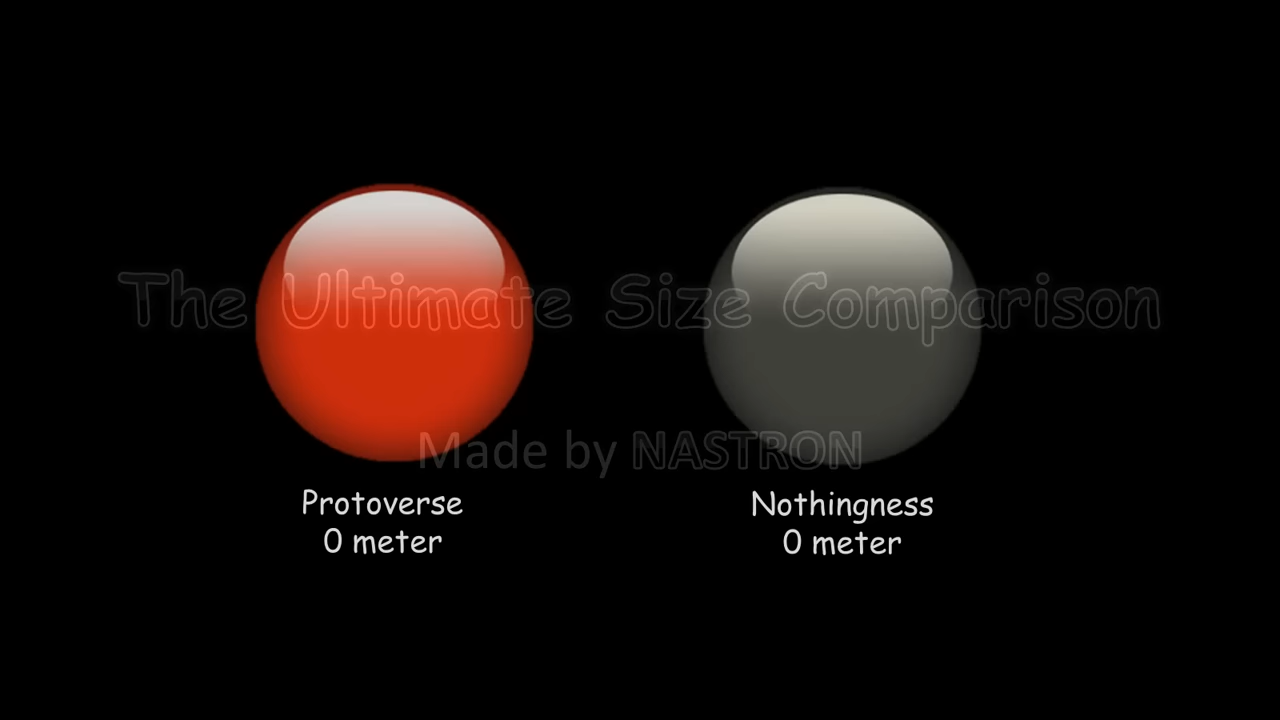 The Ultimate Size Comparison
Made by NASTRON
Protoverse
0 meter
Nothingness
0 meter